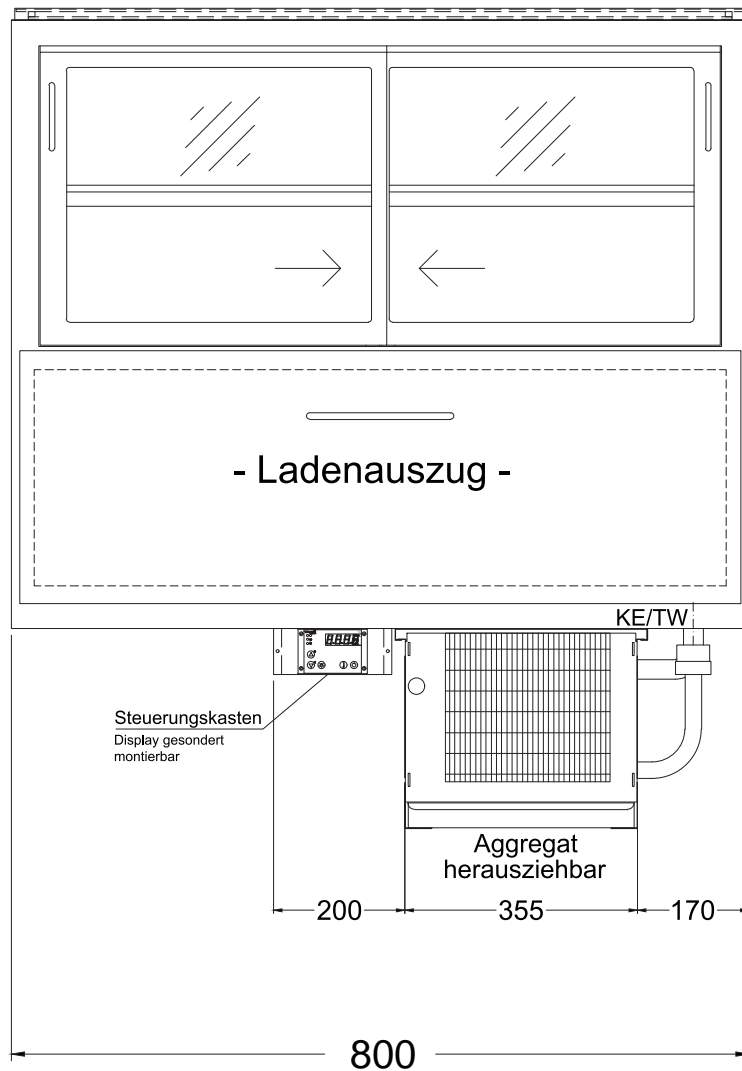 - Ladenauszug -
KE/TW
Steuerungskasten
Display gesondert
montierbar
Aggregat
herausziehbar
200
355
170
800